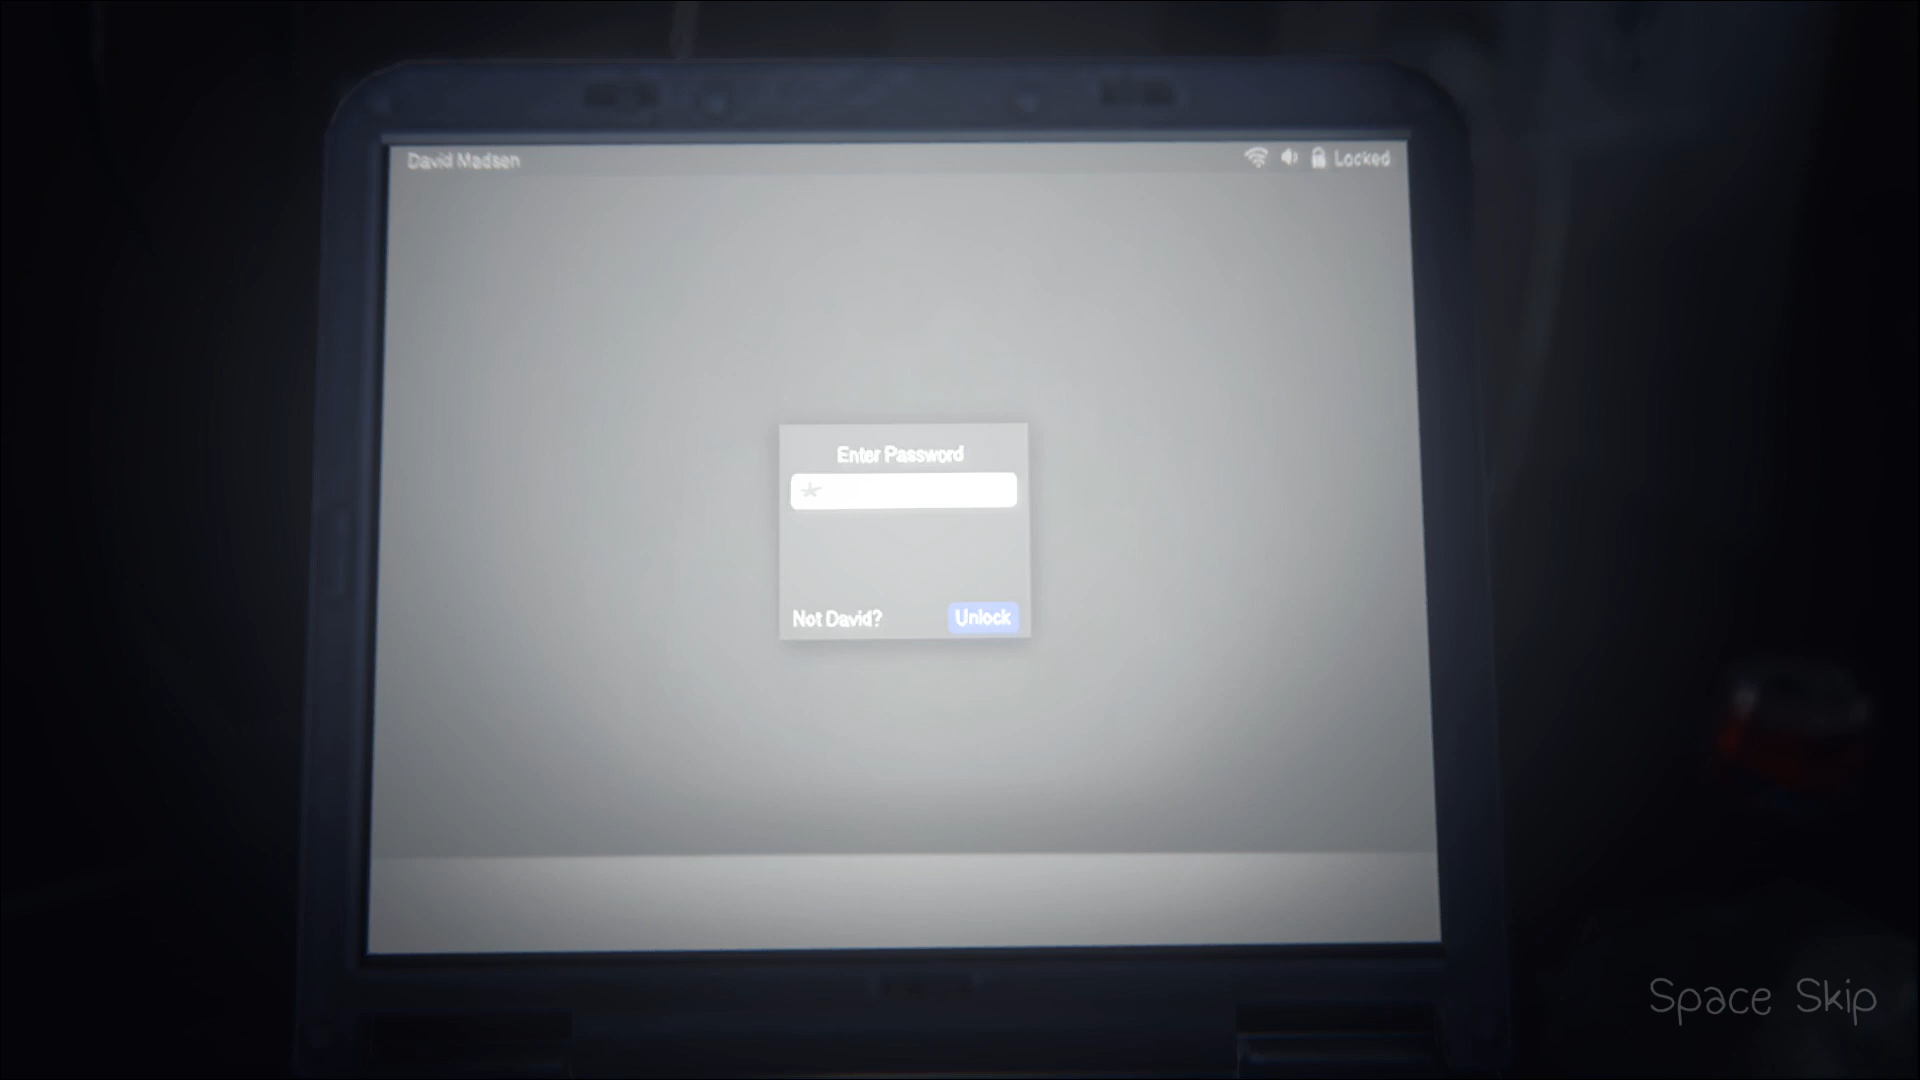 David Madsen
Locked
Enter Password
*
Not David?
Unlock
Space Skip